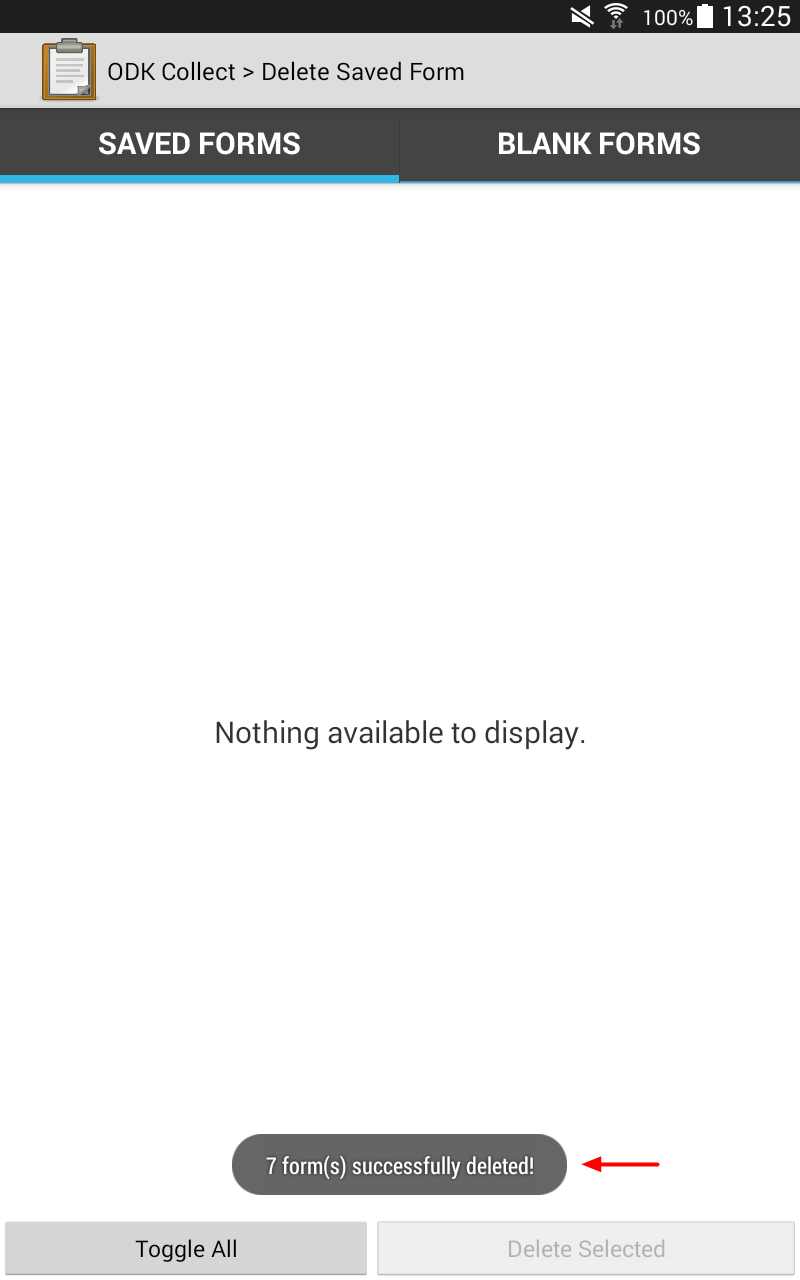 100% 13:25
ODK Collect > Delete Saved Form
SAVED FORMS BLANK FORMS
Nothing available to display.
7 form(s) successfully deleted!
Toggle All Delete Selected